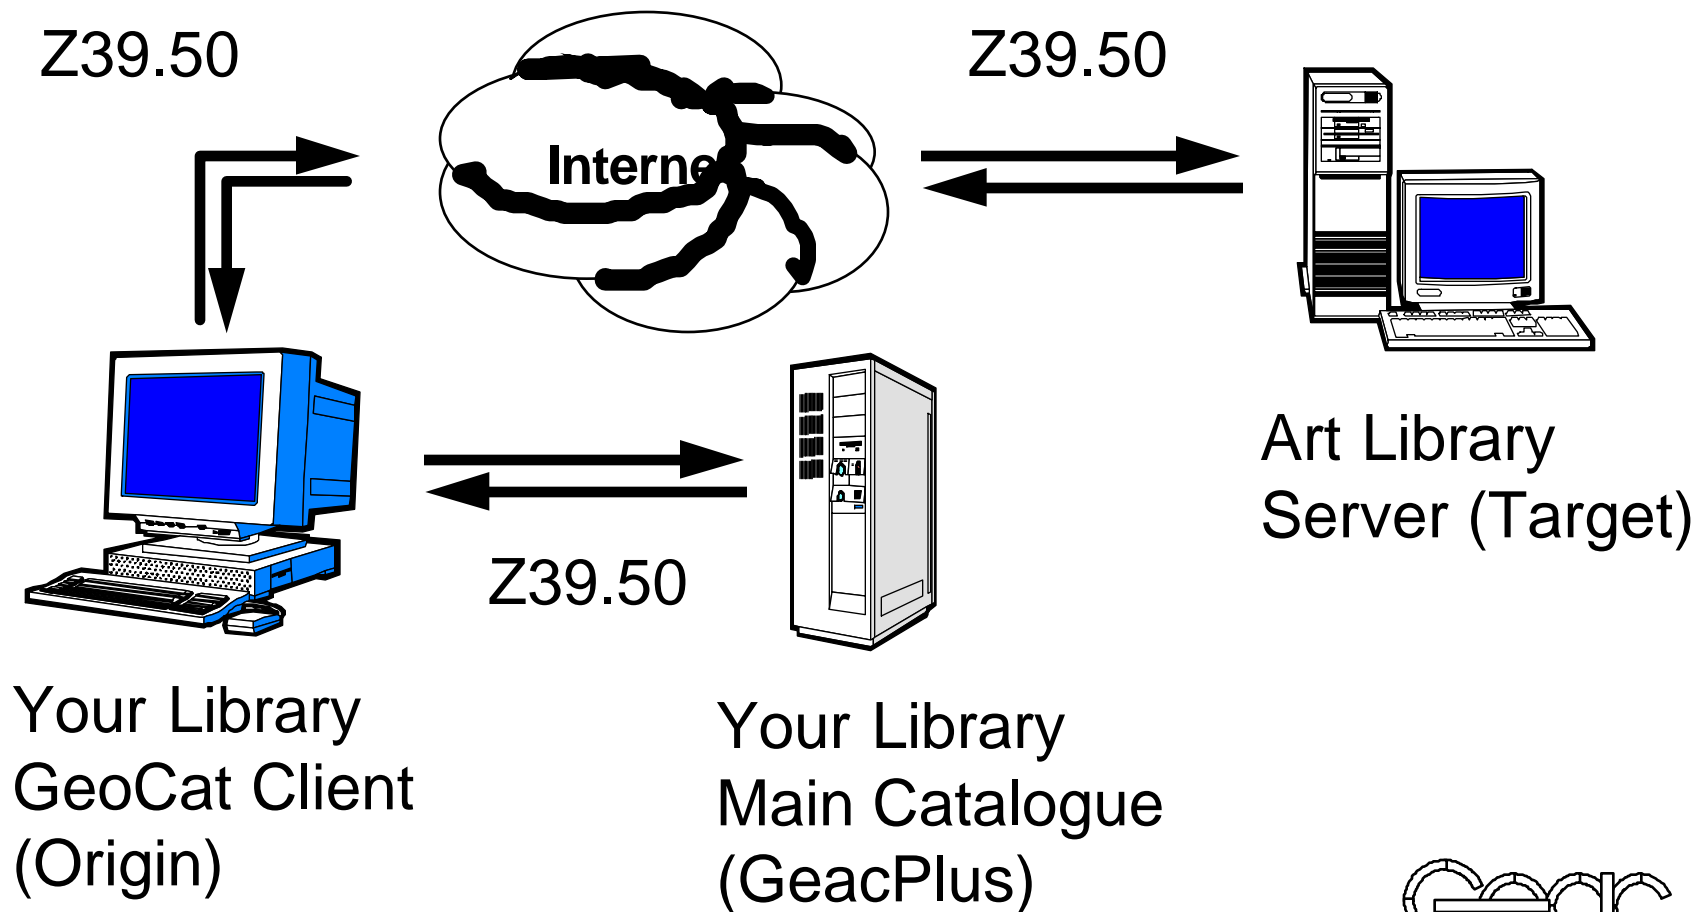 Z39.50
Z39.50
Interne
Z39.50
Art Library
Server (Target)
Your Library
GeoCat Client
(Origin)
Your Library
Main Catalogue
(GeacPlus)